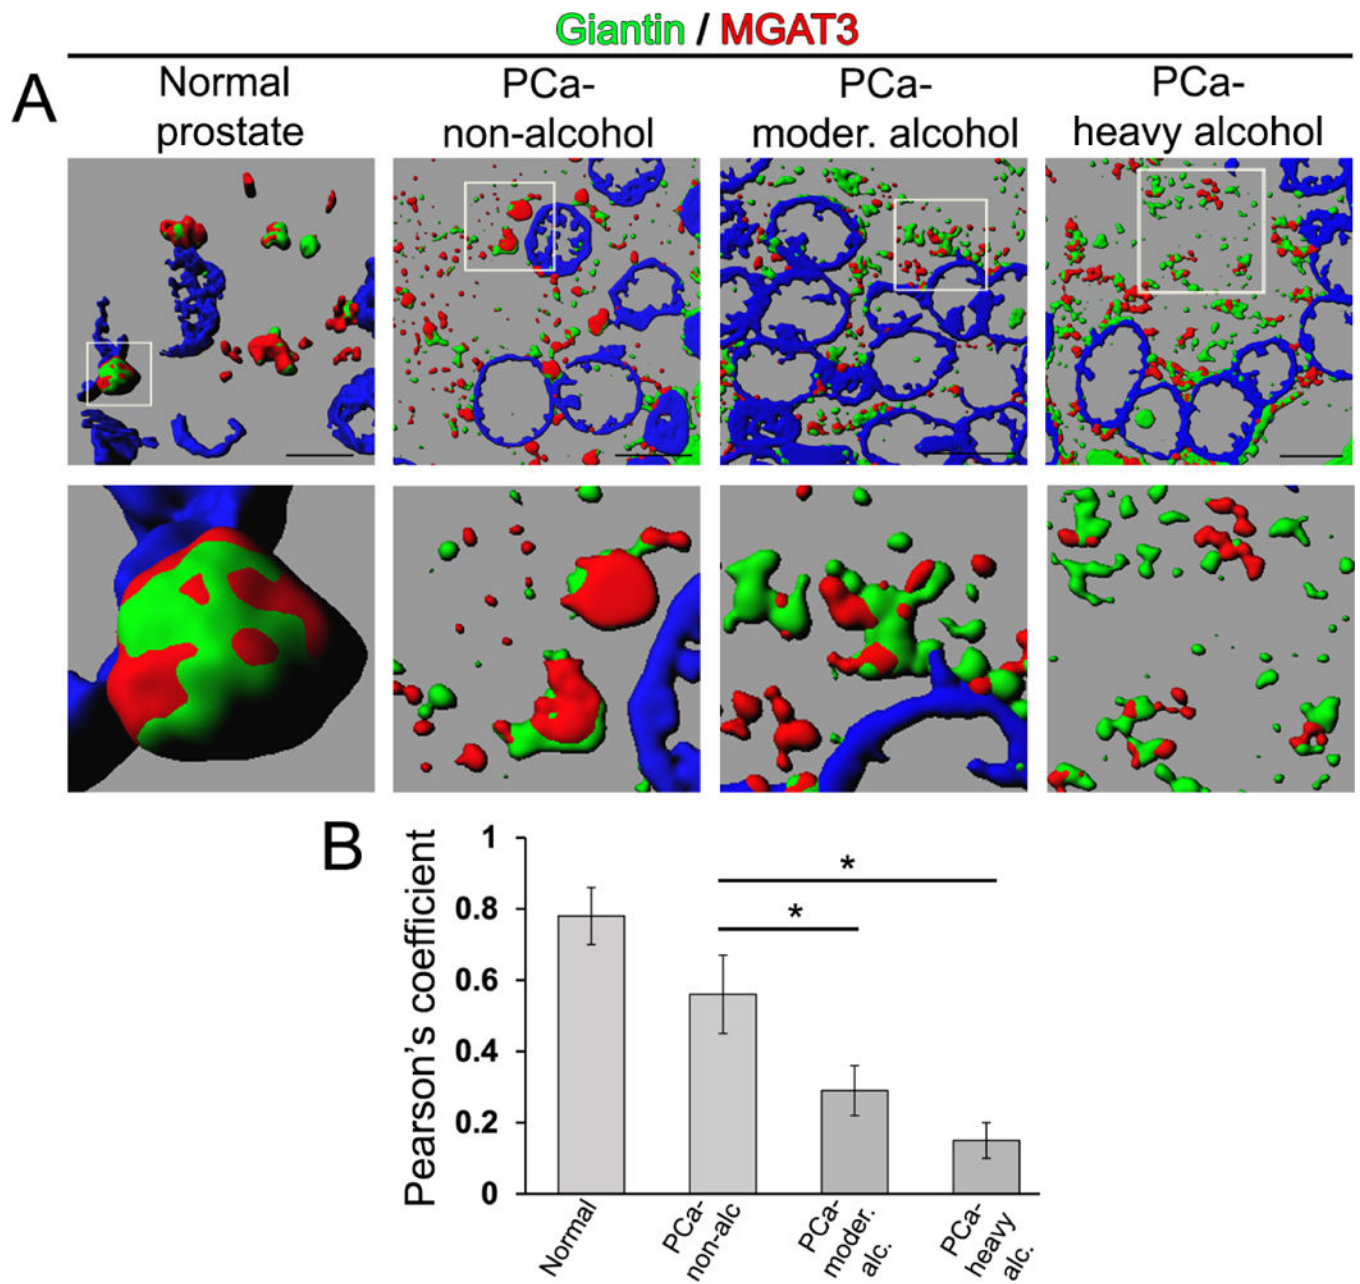 Giantin / MGAT3
A
Normal
prostate
PCa-
non-alcohol
PCa-
moder. alcohol
PCa-
heavy alcohol
B
Pearson's coefficient
1
0.8
0.6
0.4
0.2
0
*
*
Normal
PCa-
non-alc
PCa-
moder.
alc.
PCa-
heavy
alc.